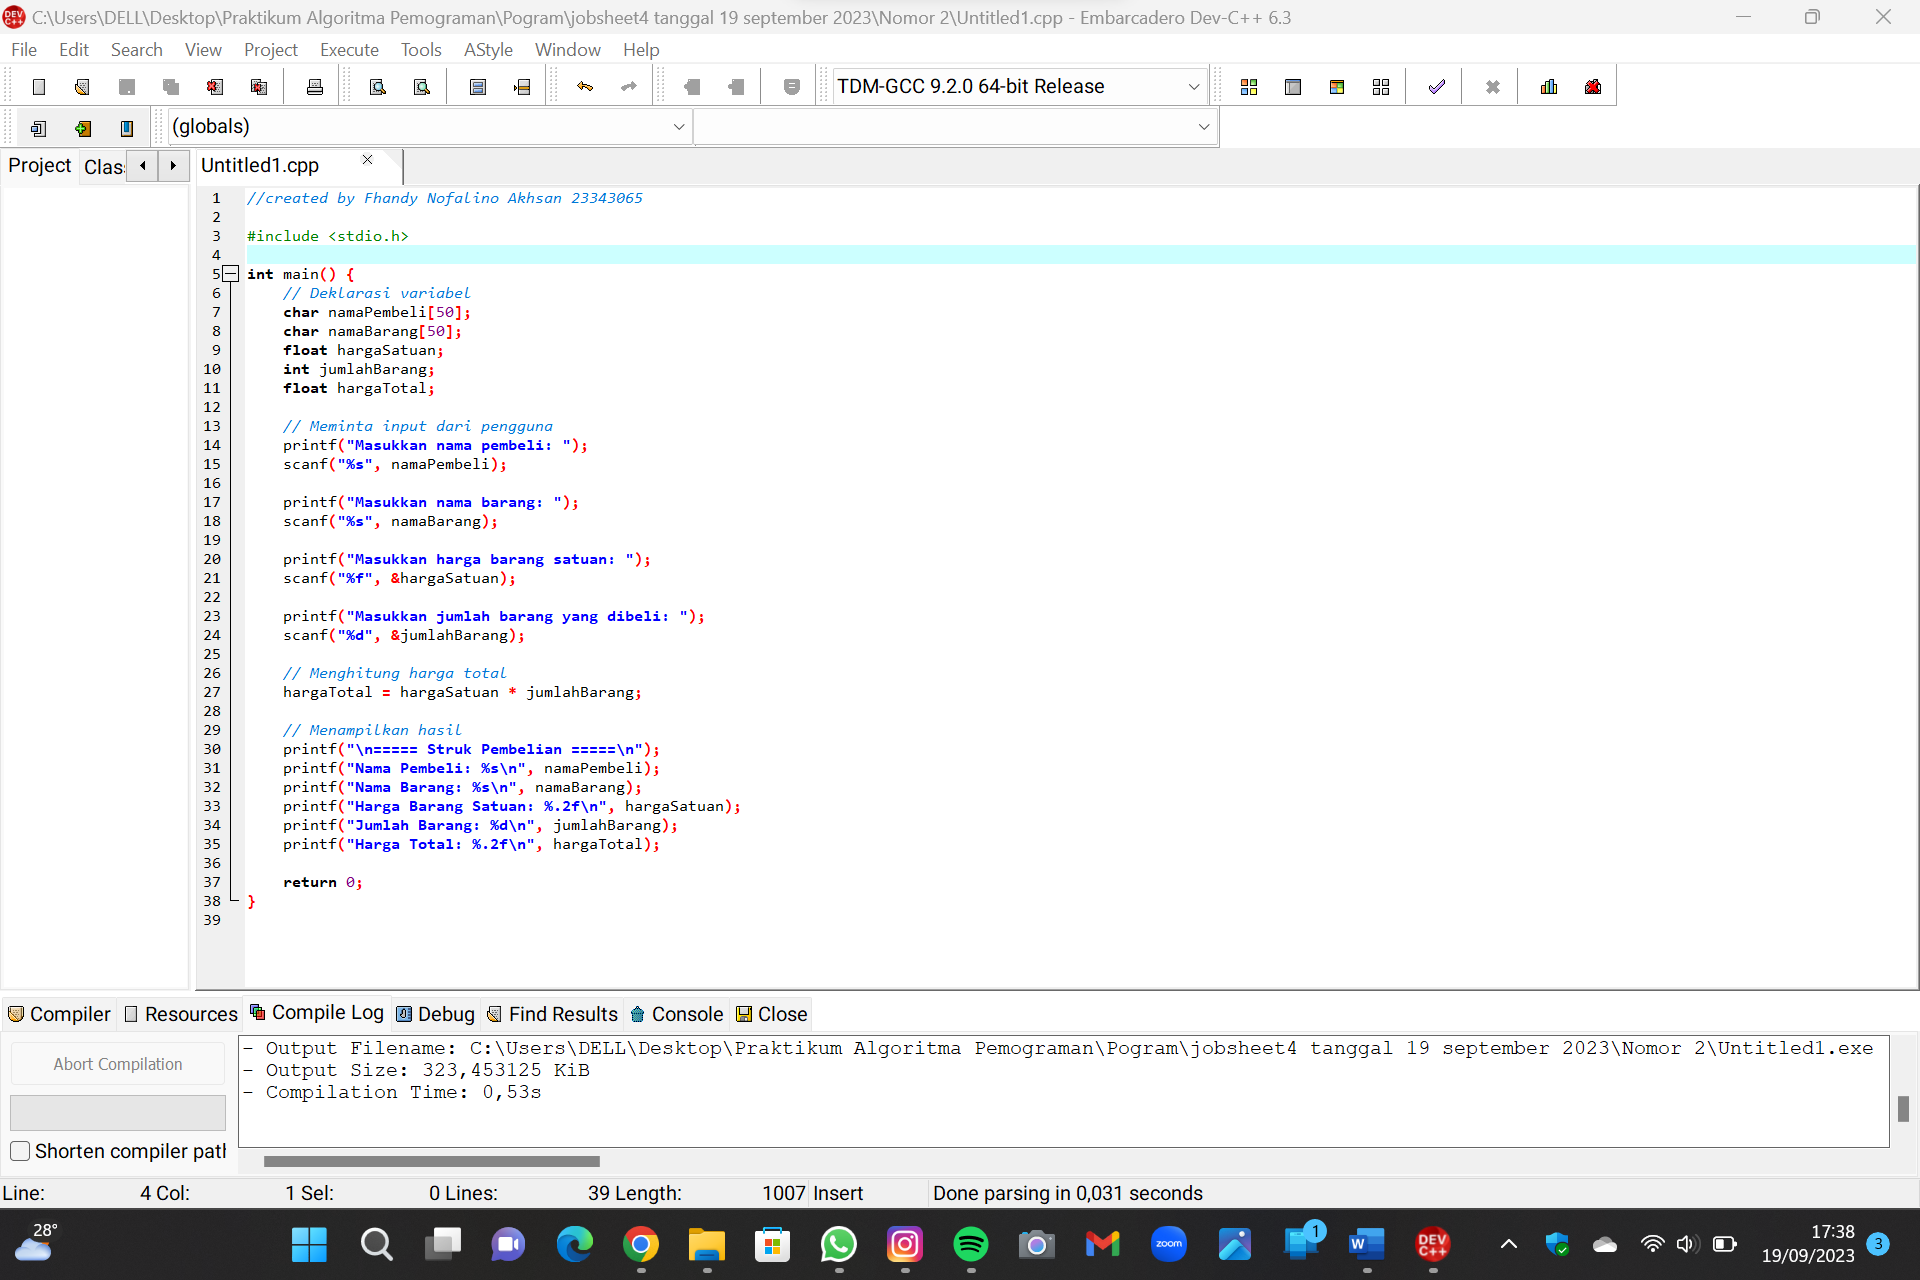 C:\Users\DELL\Desktop\Praktikum Algoritma Pemograman\Pogram\jobsheet4 tanggal 19 september 2023\Nomor 2\Untitled1.cpp - Embarcadero Dev-C++ 6.3
File Edit Search View Project Execute Tools AStyle Window Help
TDM-GCC 9.2.0 64-bit Release
(globals)
Project Clas Untitled1.cpp
1 //created by Fhandy Nofalino Akhsan 23343065
2
3 #include <stdio.h>
4
5 int main() {
6 // Deklarasi variabel
7 char namaPembeli[50];
8 char namaBarang[50];
9 float hargaSatuan;
10 int jumlahBarang;
11 float hargaTotal;
12
13 // Meminta input dari pengguna
14 printf("Masukkan nama pembeli: ");
15 scanf("%s", namaPembeli);
16
17 printf("Masukkan nama barang: ");
18 scanf("%s", namaBarang);
19
20 printf("Masukkan harga barang satuan: ");
21 scanf("%f", &hargaSatuan);
22
23 printf("Masukkan jumlah barang yang dibeli: ");
24 scanf("%d", &jumlahBarang);
25
26 // Menghitung harga total
27 hargaTotal = hargaSatuan * jumlahBarang;
28
29 // Menampilkan hasil
30 printf("\n===== Struk Pembelian =====\n");
31 printf("Nama Pembeli: %s\n", namaPembeli);
32 printf("Nama Barang: %s\n", namaBarang);
33 printf("Harga Barang Satuan: %.2f\n", hargaSatuan);
34 printf("Jumlah Barang: %d\n", jumlahBarang);
35 printf("Harga Total: %.2f\n", hargaTotal);
36
37 return 0;
38 }
39
Compiler Resources Compile Log Debug Find Results Console Close
Abort Compilation
Shorten compiler path
- Output Filename: C:\Users\DELL\Desktop\Praktikum Algoritma Pemograman\Pogram\jobsheet4 tanggal 19 september 2023\Nomor 2\Untitled1.exe
- Output Size: 323,453125 KiB
- Compilation Time: 0,53s
Line: 4 Col: 1 Sel: 0 Lines: 39 Length: 1007 Insert Done parsing in 0,031 seconds
28°
zoom
1
W
DEV C++
17:38
19/09/2023
3